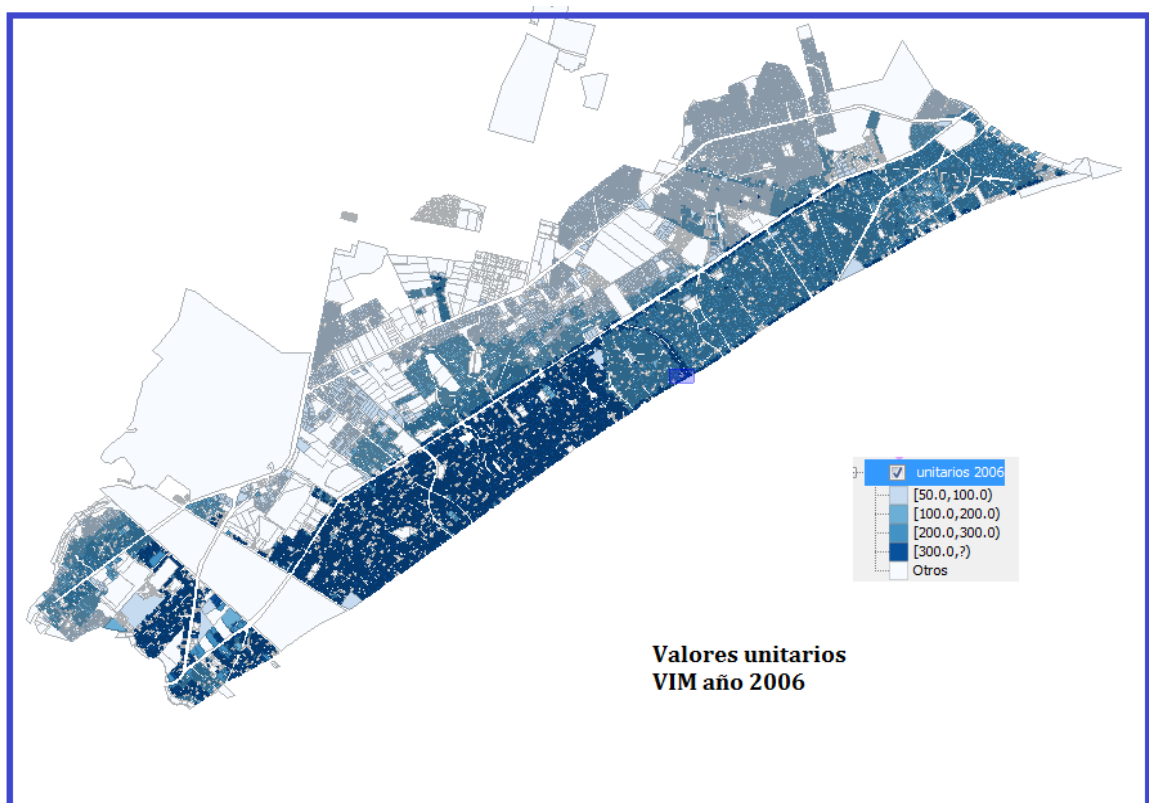 unitarios 2006
[50.0,100.0)
[100.0,200.0)
[200.0,300.0)
[300.0,?)
Otros
Valores unitarios
VIM año 2006